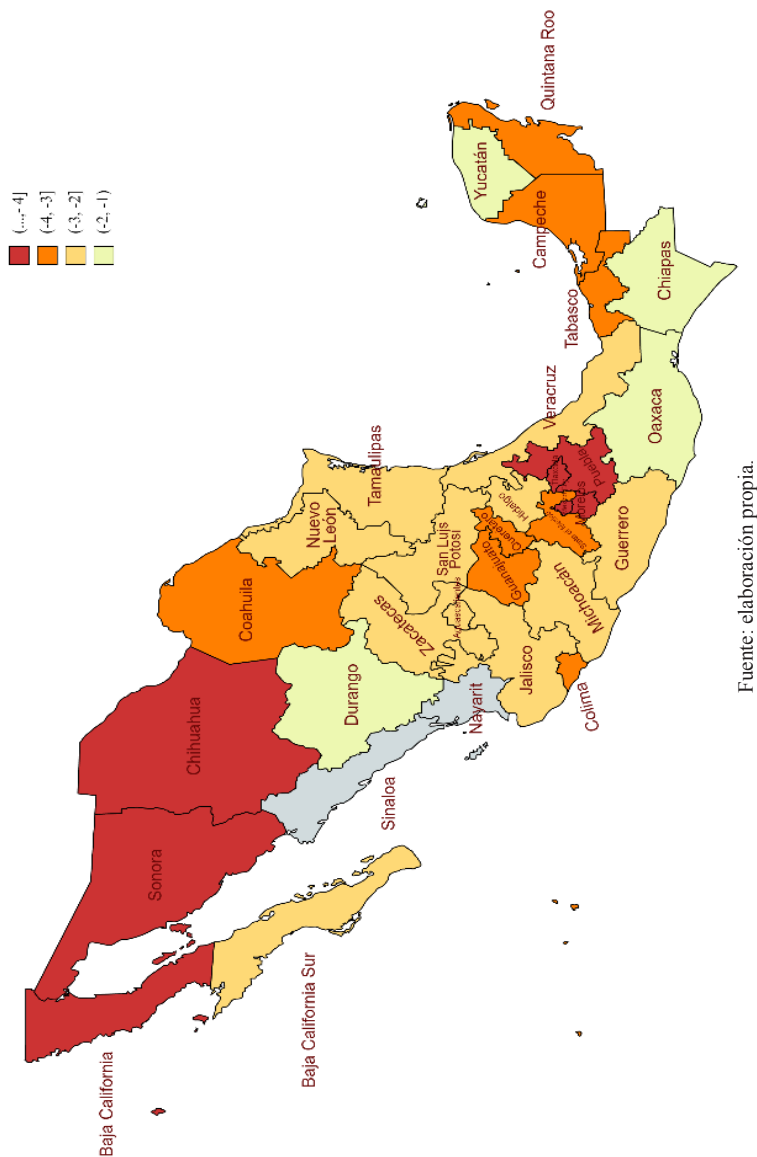 (...,- 4]
(-4, -3]
(-3, -2]
(-2, -1)
Baja California
Baja California Sur
Sonora
Chihuahua
Sinaloa
Durango
Coahuila
Nuevo
León
Tamaulipas
Zacatecas
San Luis
Potosí
Aguascalientes
Nayarit
Jalisco
Colima
Guanajuato
Querétaro
Hidalgo
Michoacán
Guerrero
Morelos
Puebla
Tlaxcala
Veracruz
Oaxaca
Tabasco
Chiapas
Campeche
Yucatán
Quintana Roo
Fuente: elaboración propia.